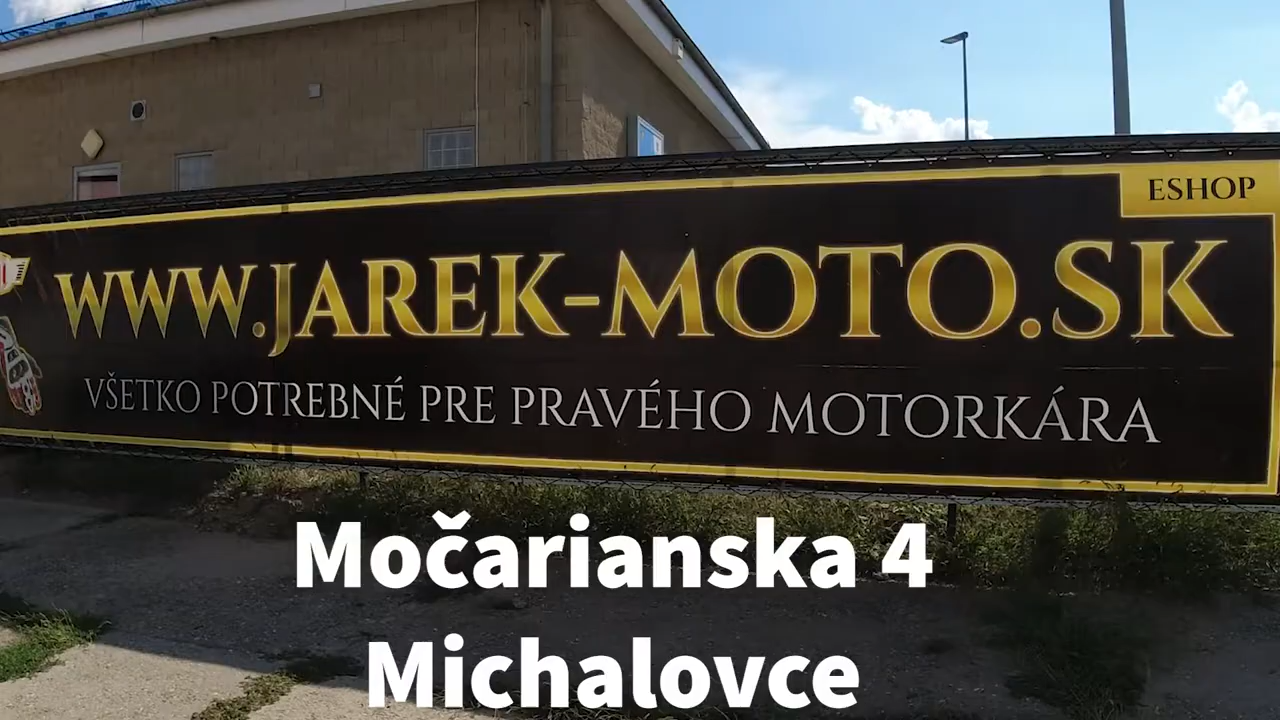 ESHOP
WWW.JAREK-MOTO.SK
VŠETKO POTREBNÉ PRE PRAVÉHO MOTORKÁRA
Močarianska 4
Michalovce